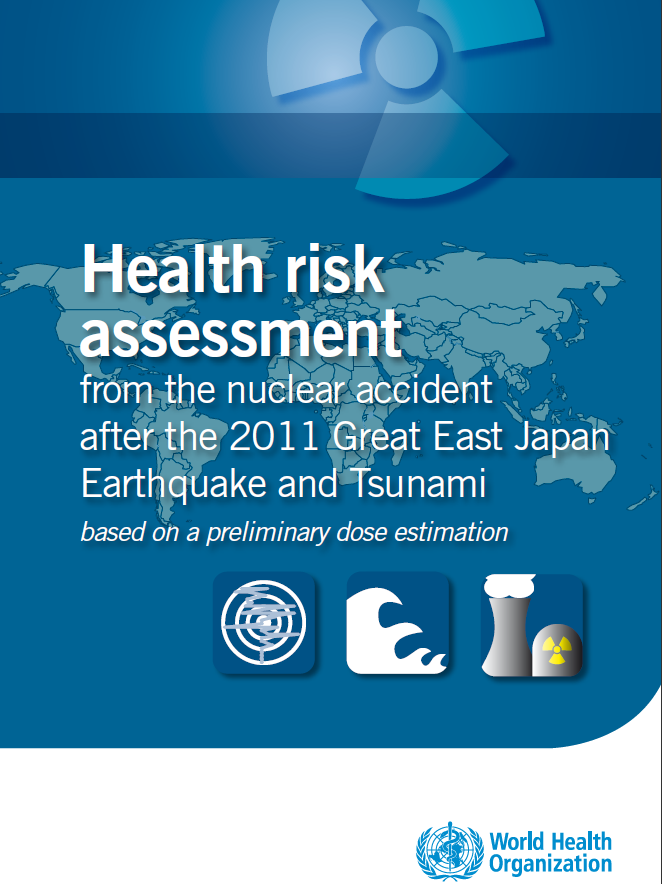 Health risk
assessment
from the nuclear accident
after the 2011 Great East Japan
Earthquake and Tsunami
based on a preliminary dose estimation
World Health
Organization